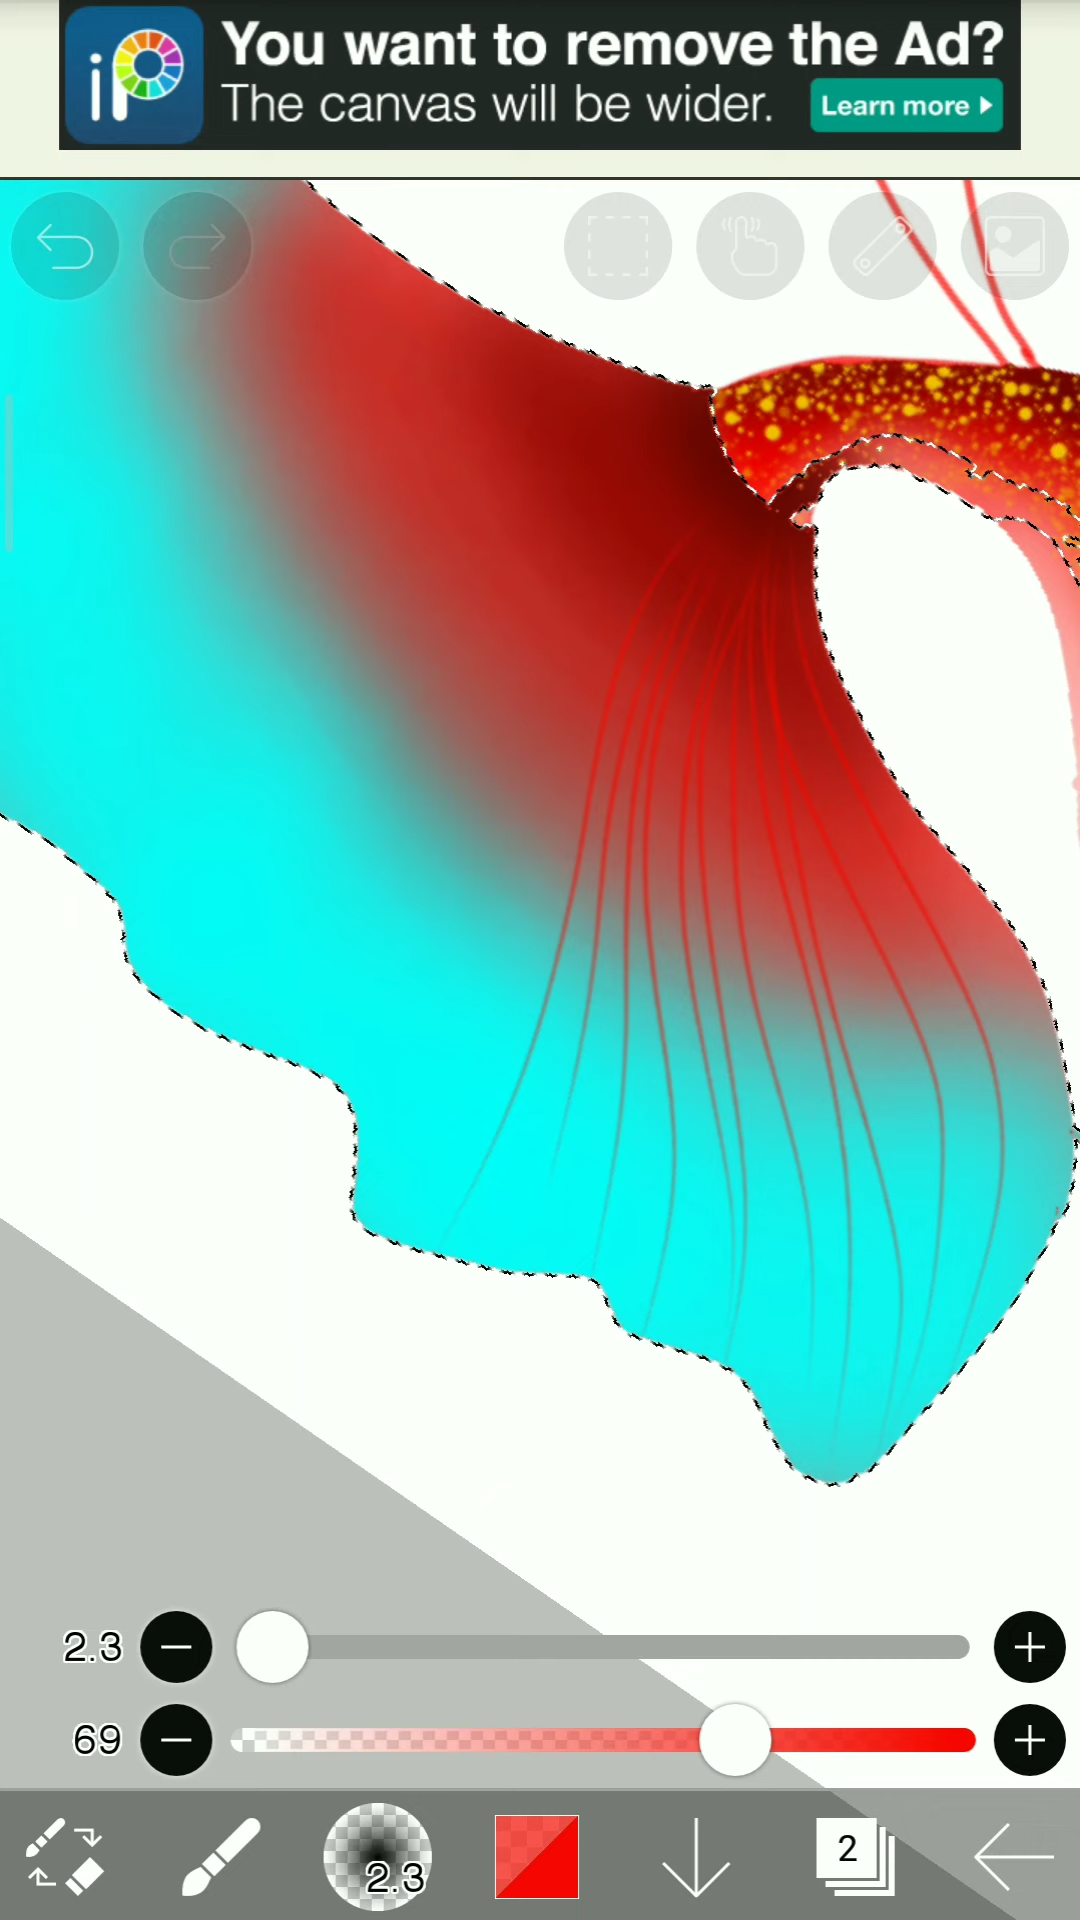 iP
You want to remove the Ad?
The canvas will be wider.
Learn more
2.3
69
2.3
2